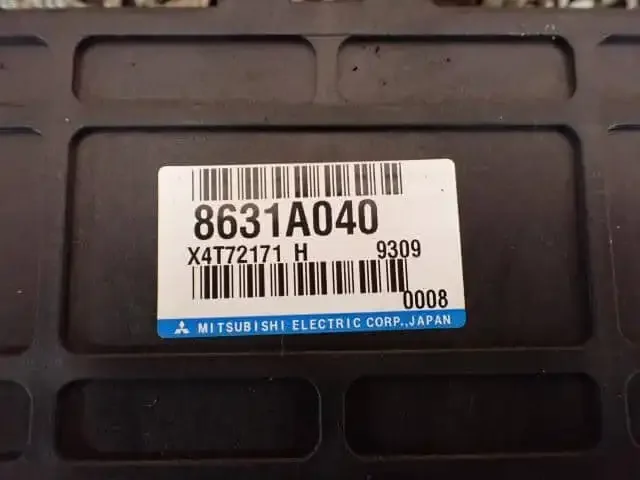 8631A040
X4T72171 H 9309
0008
MITSUBISHI ELECTRIC CORP.,JAPAN